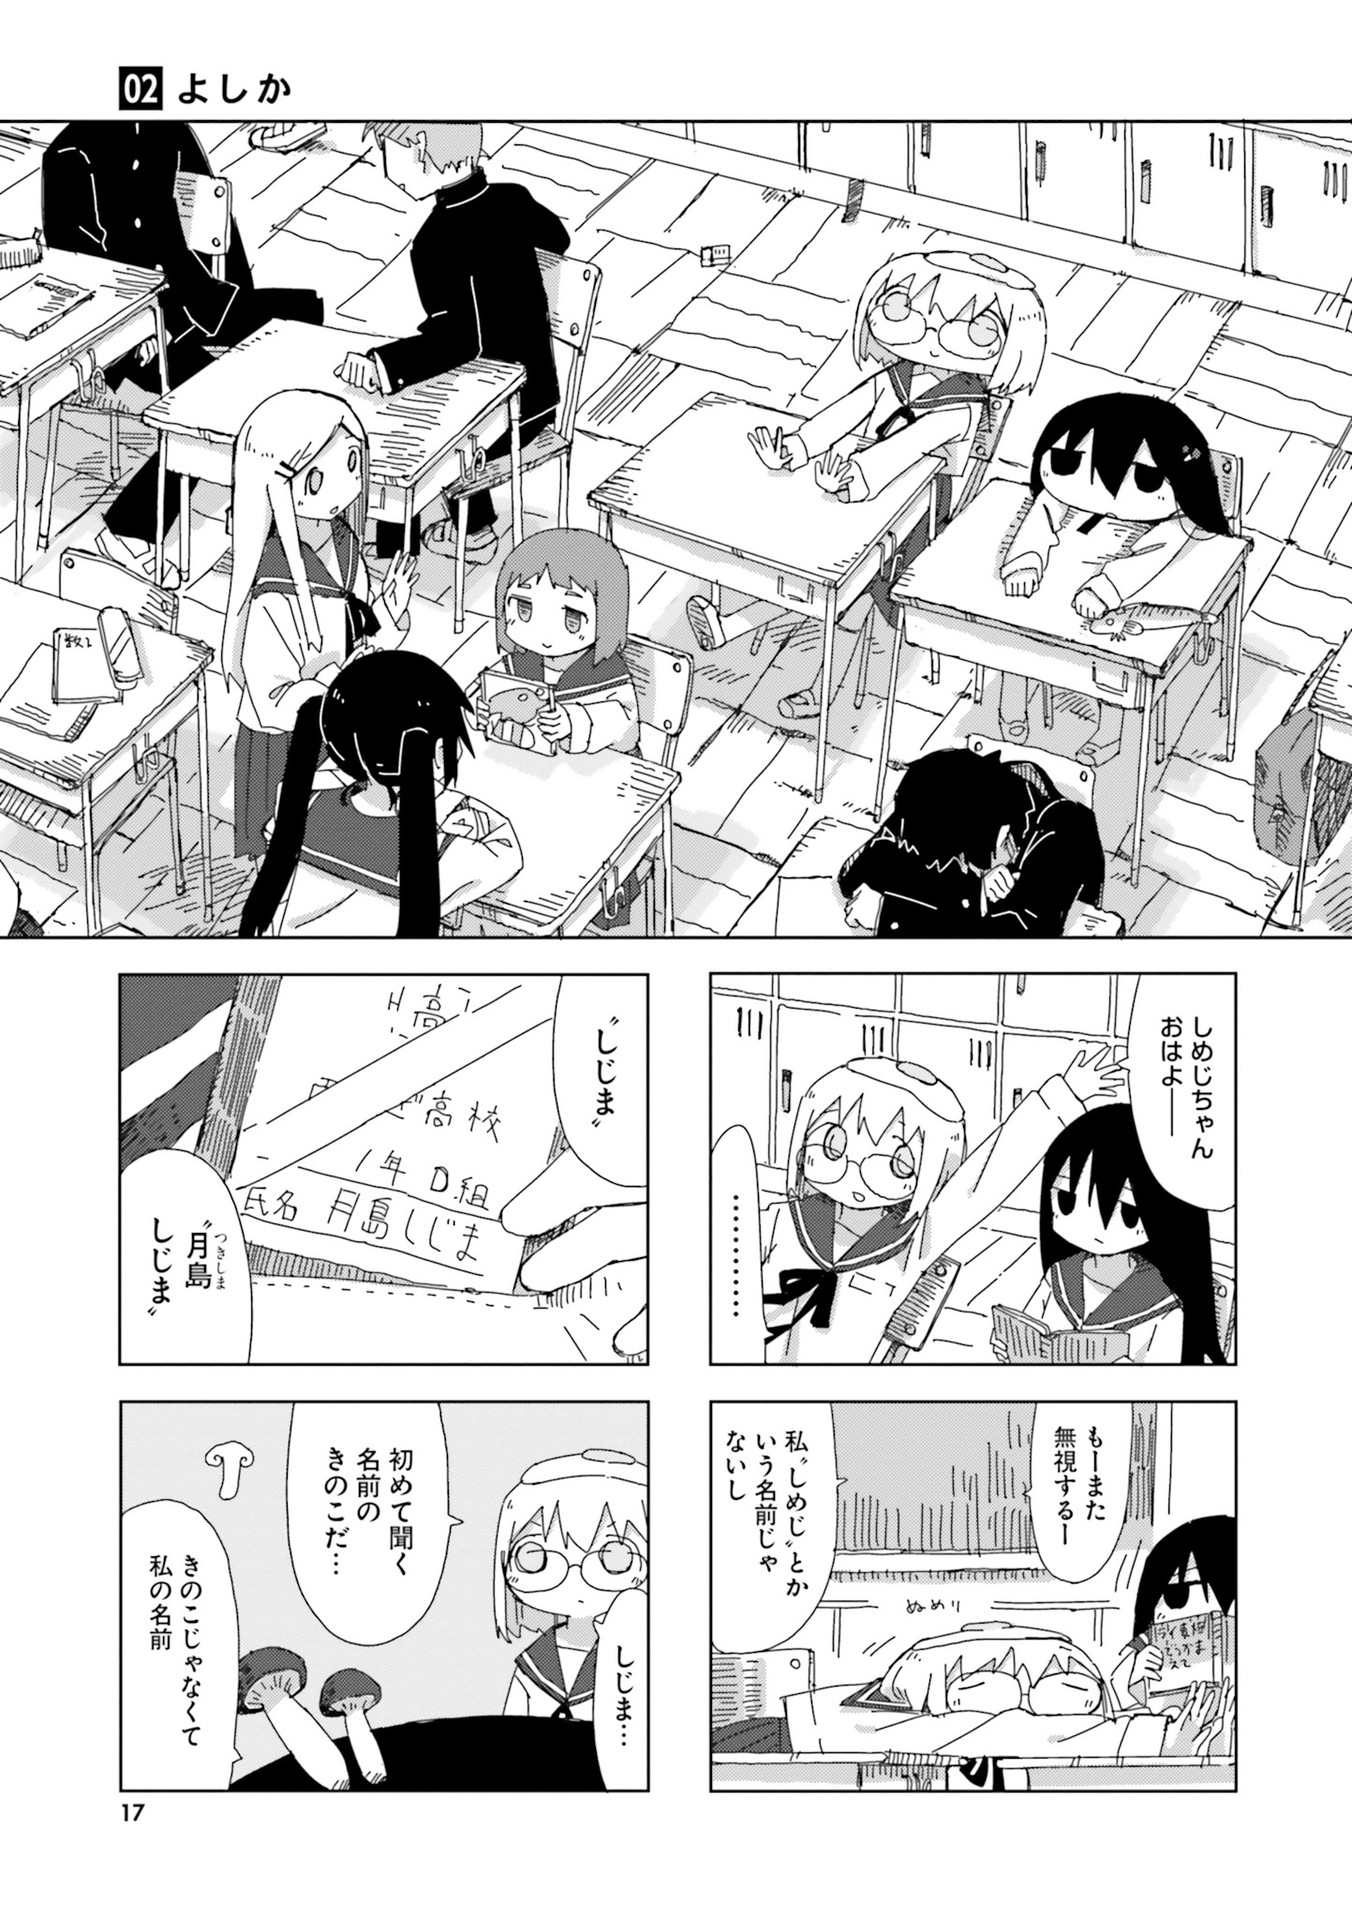 02 よしか
数I
しめじちゃん
おはよ――
…………
もーまた
無視するー
私〝しめじ〟とか
いう名前じゃ
ないし
ぬめり
〝しじま〟
高校
1年 D組
氏名 月島しじま
〝月島
つきしま
しじま〟
しじま…
初めて聞く
名前の
きのこだ…
きのこじゃなくて
私の名前
17